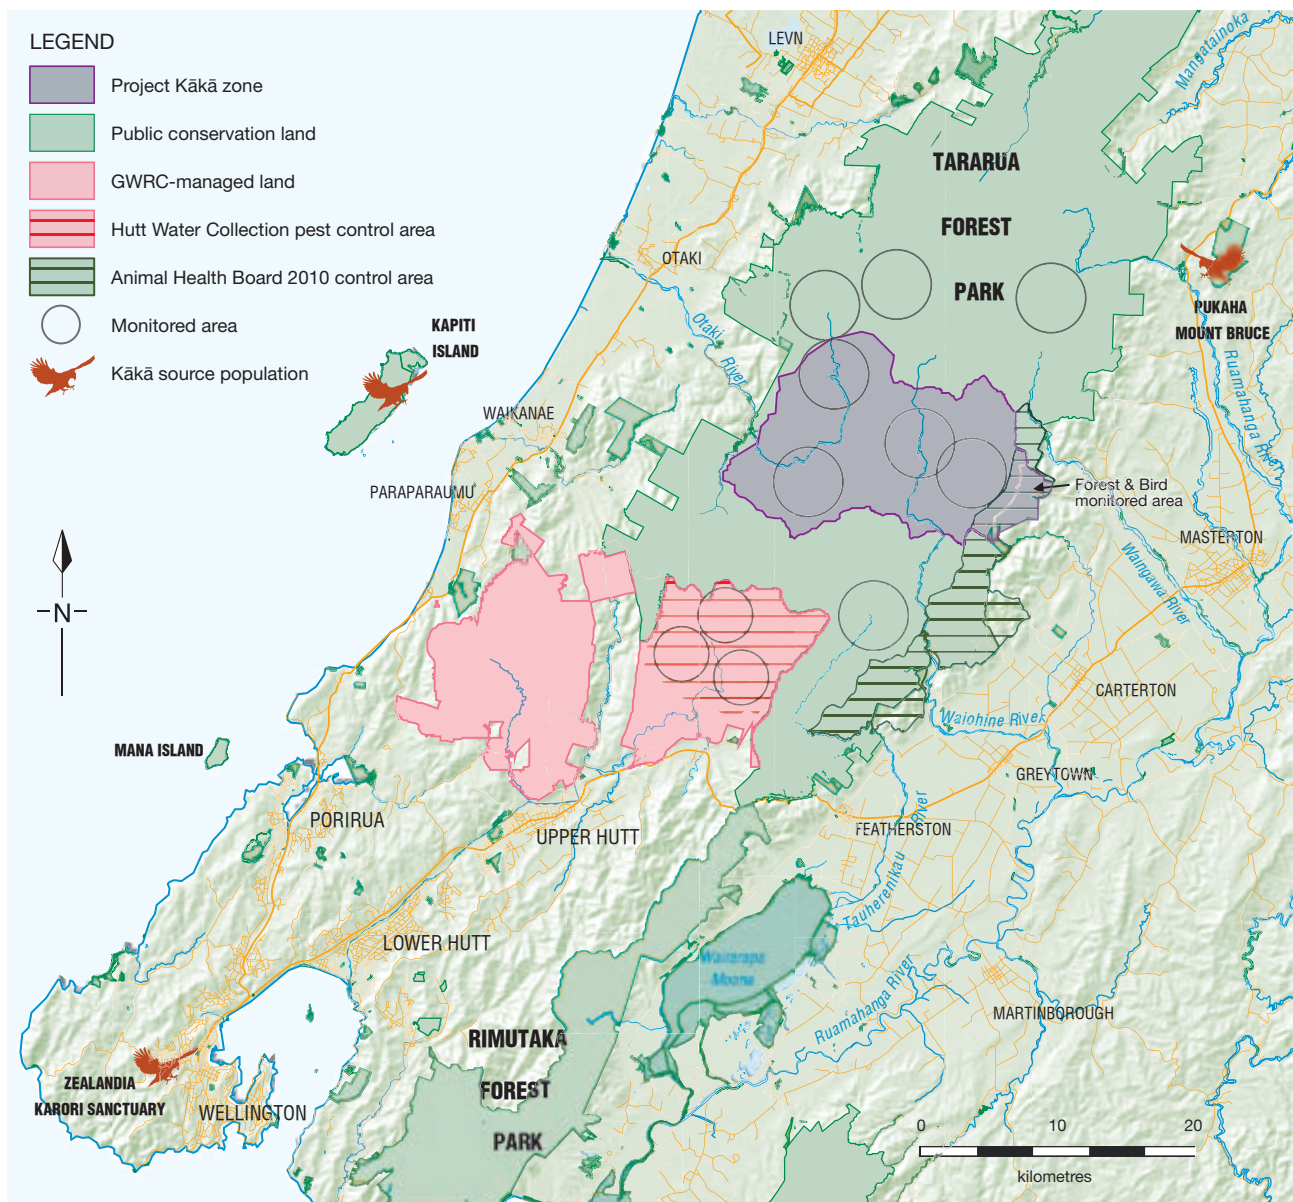 LEGEND
Project Kākā zone
Public conservation land
GWRC-managed land
Hutt Water Collection pest control area
Animal Health Board 2010 control area
Monitored area
Kākā source population
LEVN
Mangatainoka
TARARUA
FOREST
PARK
OTAKI
Otaki
River
PUKAHA
MOUNT BRUCE
Ruamahanga River
KAPITI
ISLAND
WAIKANAE
PARAPARAUMU
Forest & Bird
monitored area
MASTERTON
Waingawa River
N
CARTERTON
Waiohine River
MANA ISLAND
GREYTOWN
PORIRUA
UPPER HUTT
FEATHERSTON
Tauherenikau
River
LOWER HUTT
Wairarapa
Moana
Ruamahanga River
MARTINBOROUGH
RIMUTAKA
FOREST
PARK
ZEALANDIA
KARORI SANCTUARY
WELLINGTON
0 10 20
kilometres